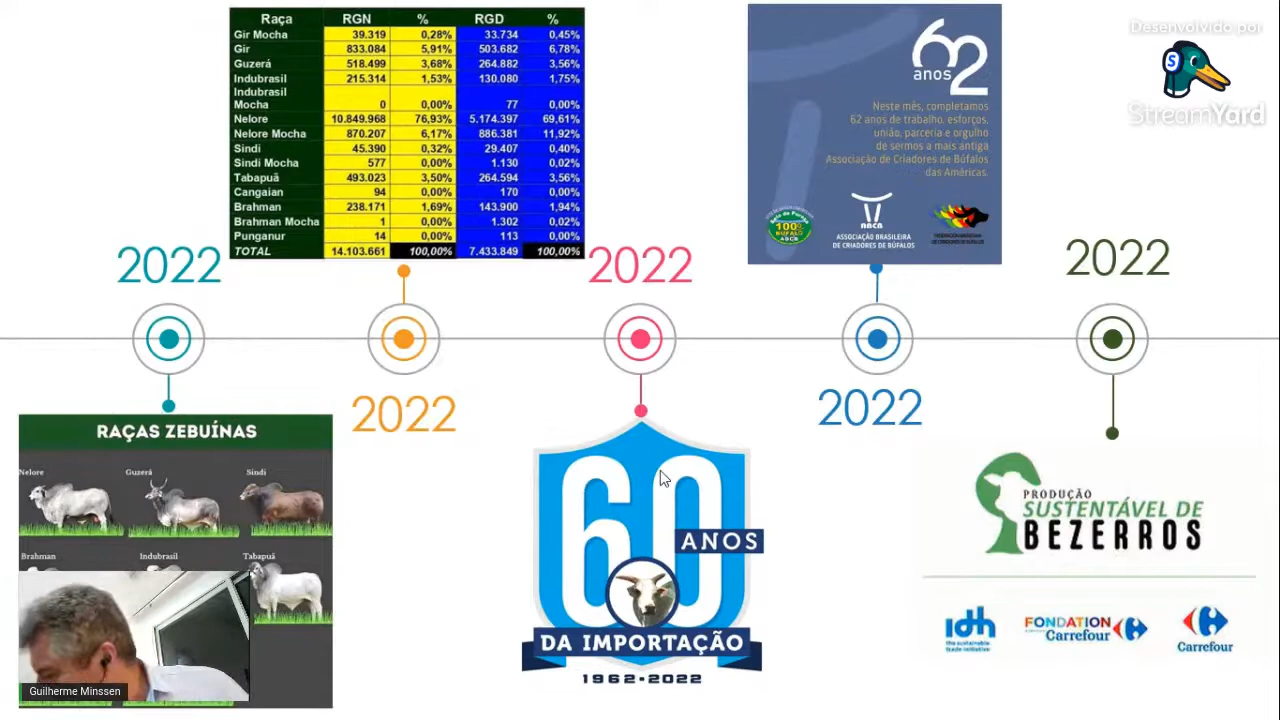 Raça RGN % RGD %
Gir Mocha 39.319 0,28% 33.734 0,45%
Gir 833.084 5,91% 503.682 6,78%
Guzerá 518.499 3,68% 264.882 3,56%
Indubrasil 215.314 1,53% 130.080 1,75%
Indubrasil
Mocha 0 0,00% 77 0,00%
Nelore 10.849.968 76,93% 5.174.397 69,61%
Nelore Mocha 870.207 6,17% 886.381 11,92%
Sindi 45.390 0,32% 29.407 0,40%
Sindi Mocha 577 0,00% 1.130 0,02%
Tabapuã 493.023 3,50% 264.594 3,56%
Cangaian 94 0,00% 170 0,00%
Brahman 238.171 1,69% 143.900 1,94%
Brahman Mocha 1 0,00% 1.302 0,02%
Punganur 14 0,00% 113 0,00%
TOTAL 14.103.661 100,00% 7.433.849 100,00%
62
anos
Neste mês, completamos
62 anos de trabalho, esforços,
união, parceria e orgulho
de sermos a mais antiga
Associação de Criadores de Búfalos
das Américas.
100%
BÚFALO
ABCB
ABCB
ASSOCIAÇÃO BRASILEIRA
DE CRIADORES DE BÚFALOS
Desenvolvido por
S
StreamYard
2022
2022
2022
2022
2022
RAÇAS ZEBUÍNAS
Nelore
Guzerá
Sindi
Brahman
Indubrasil
Tabapuã
Guilherme Minssen
60
ANOS
DA IMPORTAÇÃO
1962-2022
PRODUÇÃO
SUSTENTÁVEL DE
BEZERROS
idh
the sustainable
trade initiative
FONDATION
Carrefour
Carrefour